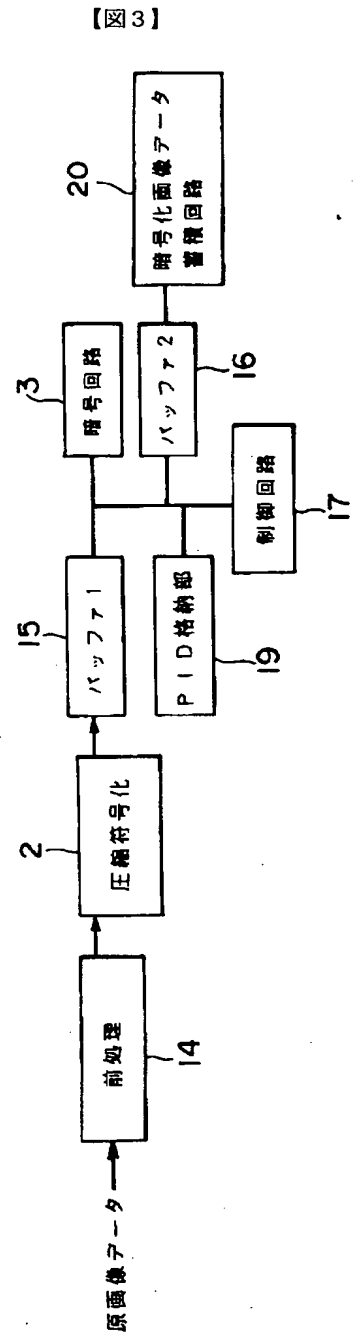 【図3】
原画像データ
前処理
14
圧縮符号化
2
バッファ1
15
暗号回路
3
PID格納部
19
制御回路
17
バッファ2
16
暗号化画像データ
蓄積回路
20